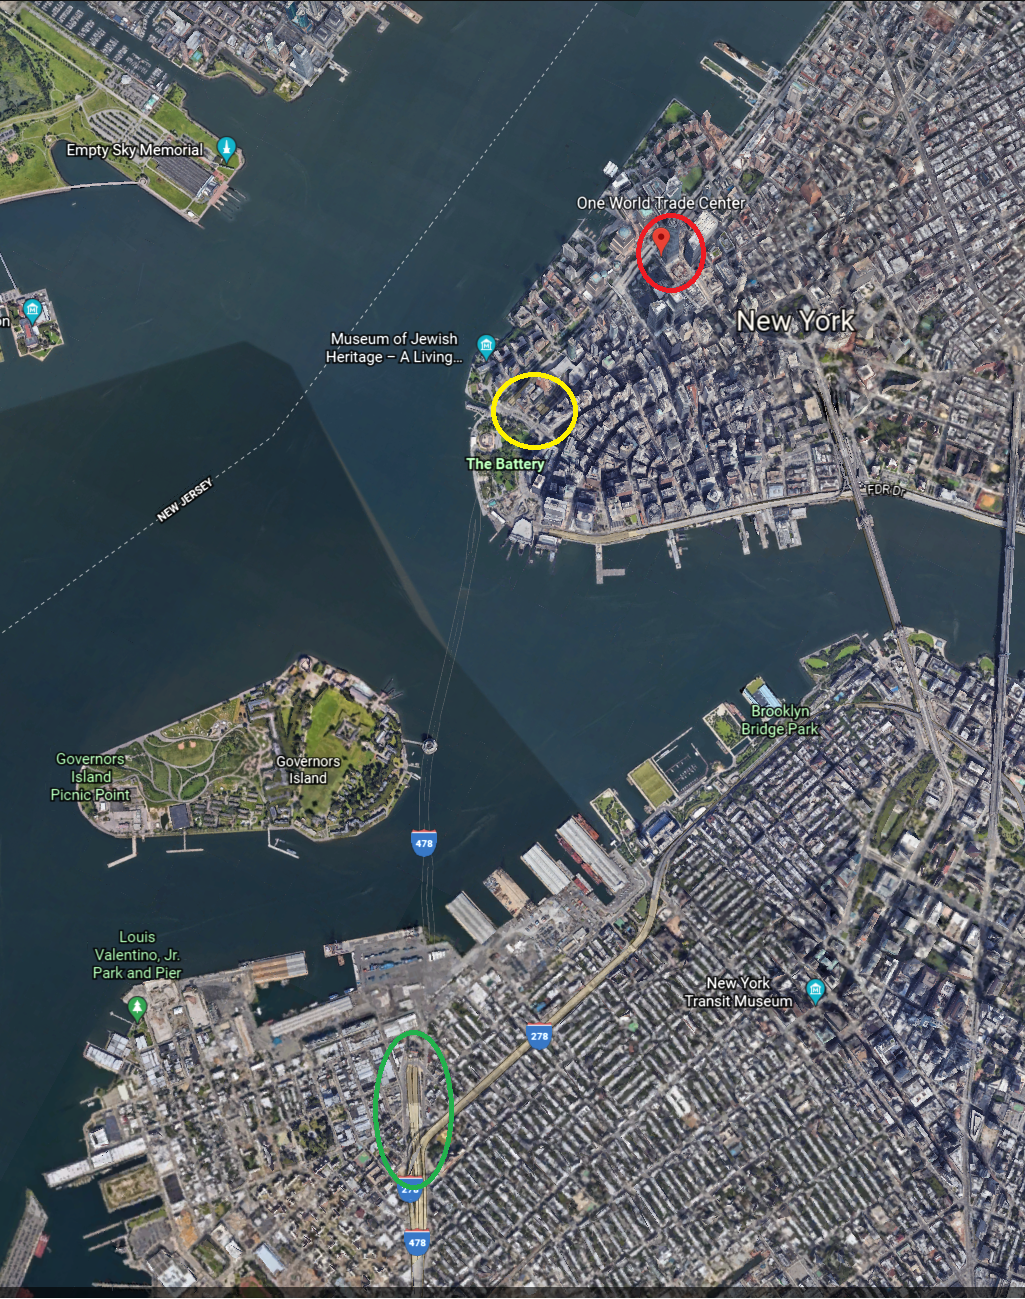 Empty Sky Memorial
One World Trade Center
on
New York
Museum of Jewish
Heritage – A Living...
The Battery
FDR Dr
NEW JERSEY
Brooklyn
Bridge Park
Governors
Island
Picnic Point
Governors
Island
478
Louis
Valentino, Jr.
Park and Pier
New York
Transit Museum
278
278
478